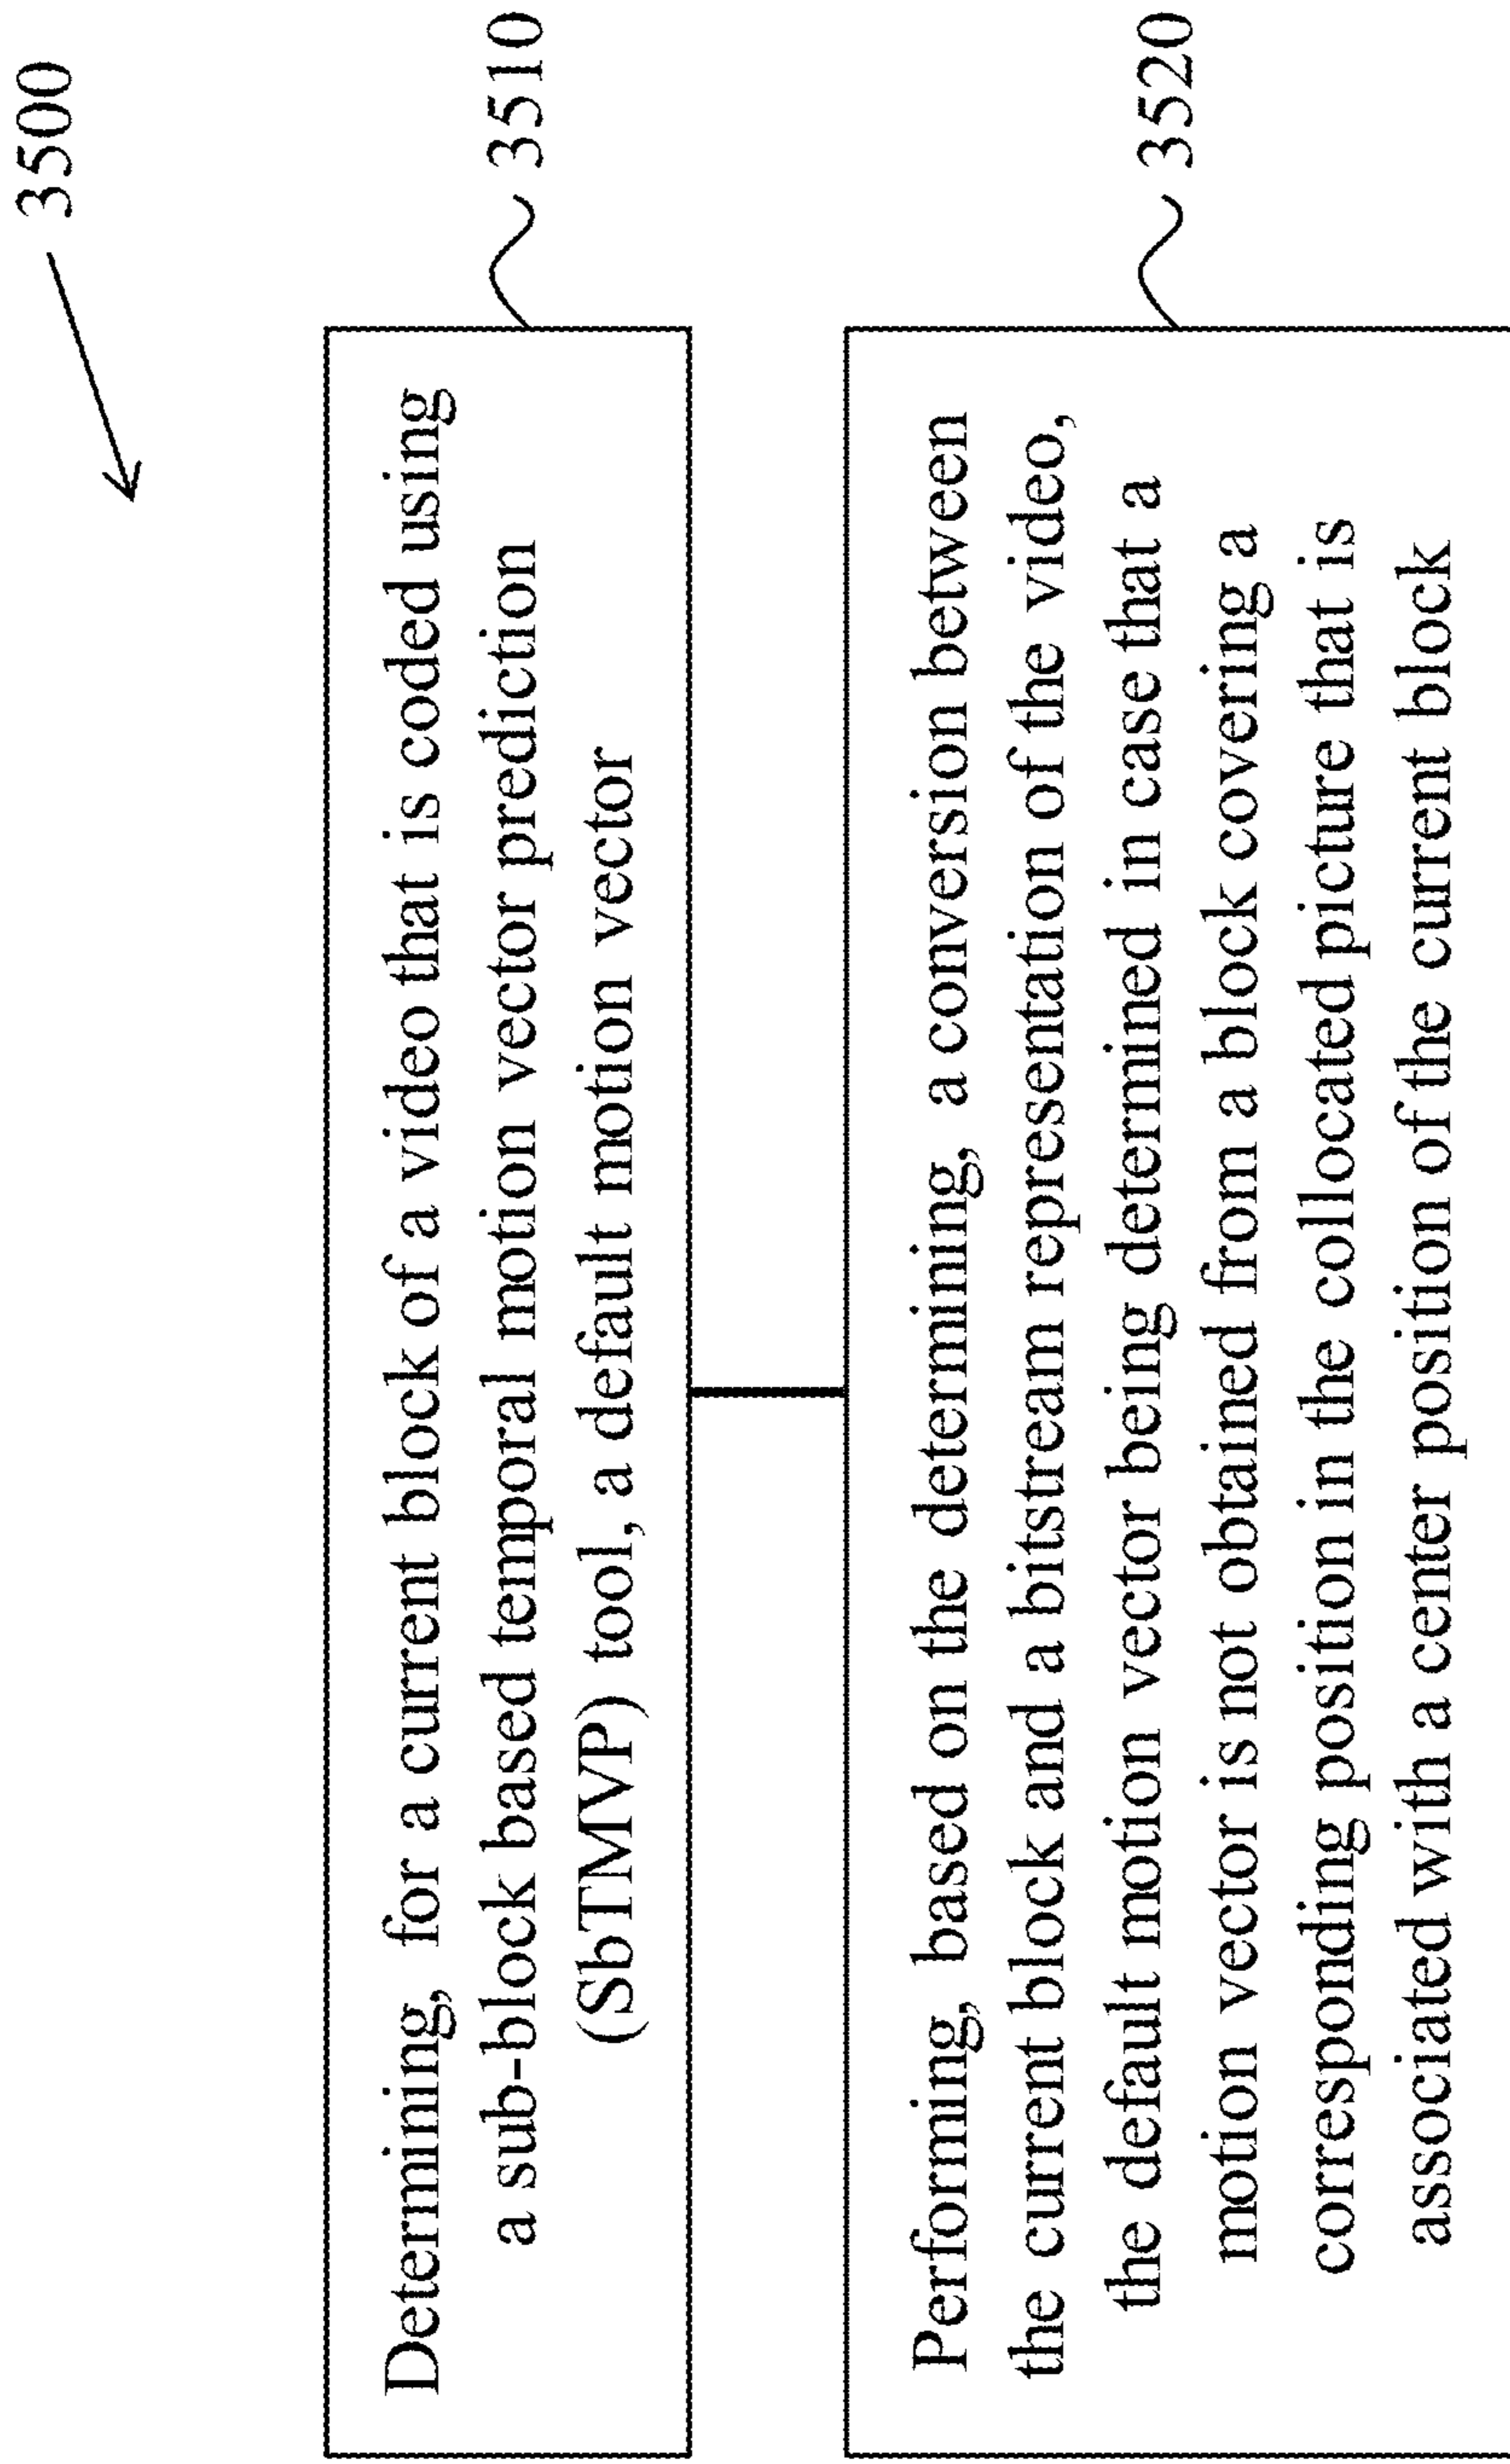 3500
Determining, for a current block of a video that is coded using
a sub-block based temporal motion vector prediction
(SbTMVP) tool, a default motion vector
3510
Performing, based on the determining, a conversion between
the current block and a bitstream representation of the video,
the default motion vector being determined in case that a
motion vector is not obtained from a block covering a
corresponding position in the collocated picture that is
associated with a center position of the current block
3520